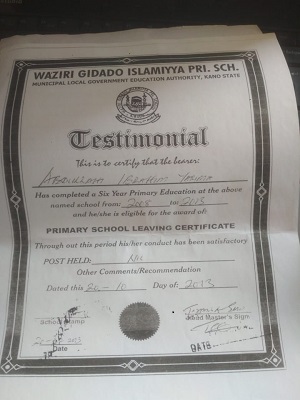 WAZIRI GIDADO ISLAMIYYA PRI. SCH.
MUNICIPAL LOCAL GOVERNMENT EDUCATION AUTHORITY, KANO STATE
Testimonial
This is to certify that the bearer:
ABDULLAHI IBRAHIM
Has completed a Six Year Primary Education at the above
named school from: 2008 to: 2013
and he/she is eligible for the award of:
PRIMARY SCHOOL LEAVING CERTIFICATE
Through out this period his/her conduct has been satisfactory
POST HELD: NIL
Other Comments/Recommendation
Dated this 26-10 Day of: 2013
Head Master's Sign
Date
DATE